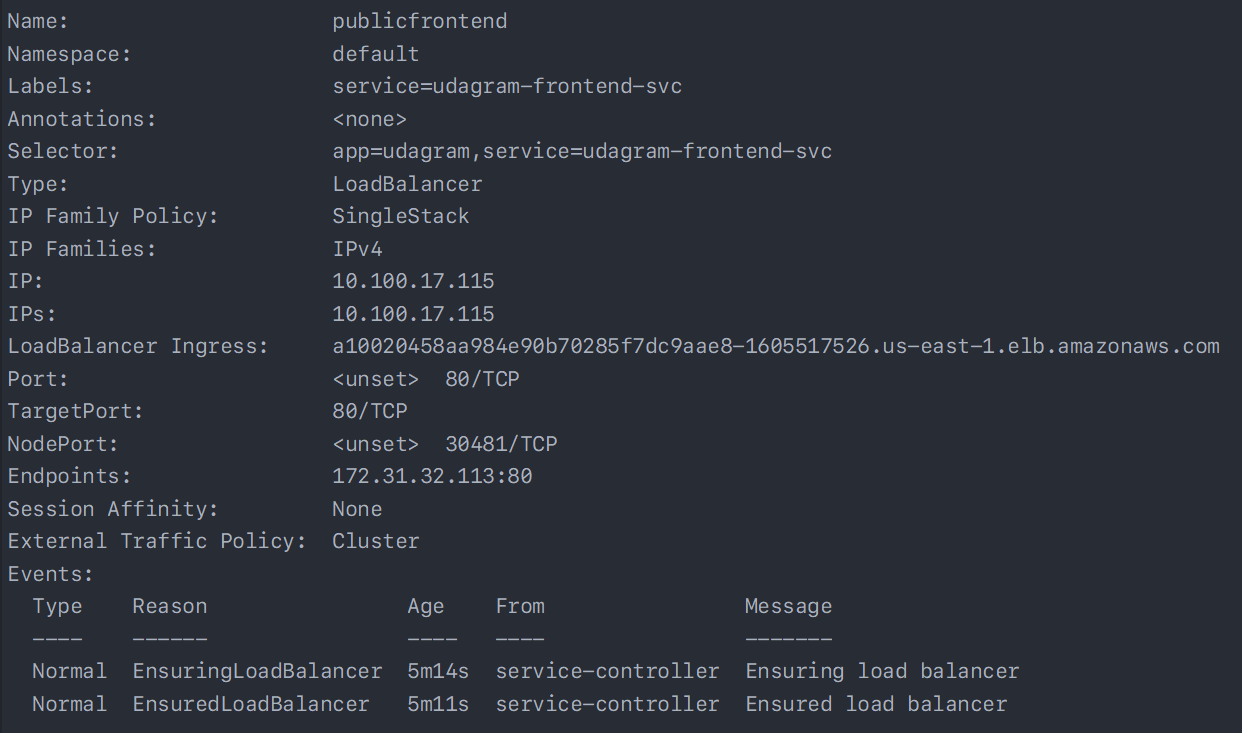 Name:                     publicfrontend
Namespace:                default
Labels:                   service=udagram-frontend-svc
Annotations:              <none>
Selector:                 app=udagram,service=udagram-frontend-svc
Type:                     LoadBalancer
IP Family Policy:         SingleStack
IP Families:              IPv4
IP:                       10.100.17.115
IPs:                      10.100.17.115
LoadBalancer Ingress:     a10020458aa984e90b70285f7dc9aae8-1605517526.us-east-1.elb.amazonaws.com
Port:                     <unset>  80/TCP
TargetPort:               80/TCP
NodePort:                 <unset>  30481/TCP
Endpoints:                172.31.32.113:80
Session Affinity:         None
External Traffic Policy:  Cluster
Events:
  Type    Reason                Age    From                Message
  ----    ------                ----   ----                -------
  Normal  EnsuringLoadBalancer  5m14s  service-controller  Ensuring load balancer
  Normal  EnsuredLoadBalancer   5m11s  service-controller  Ensured load balancer